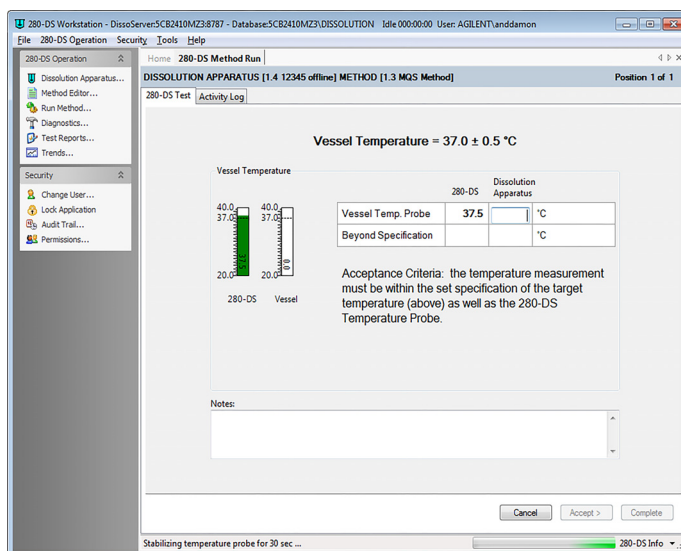 280-DS Workstation - DissoServer:5CB2410MZ3:8787 - Database:5CB2410MZ3\DISSOLUTION Idle 000:00:00 User: AGILENT\anddamon
File 280-DS Operation Security Tools Help
280-DS Operation
Dissolution Apparatus...
Method Editor...
Run Method...
Diagnostics...
Test Reports...
Trends...
Security
Change User...
Lock Application
Audit Trail...
Permissions...
Home 280-DS Method Run
DISSOLUTION APPARATUS [1.4 12345 offline] METHOD [1.3 MQS Method] Position 1 of 1
280-DS Test Activity Log
Vessel Temperature = 37.0 ± 0.5 °C
Vessel Temperature
40.0 40.0
37.0 37.0
37.5 0.0
20.0 20.0
280-DS Vessel
Dissolution
280-DS Apparatus
Vessel Temp. Probe 37.5 °C
Beyond Specification °C
Acceptance Criteria: the temperature measurement
must be within the set specification of the target
temperature (above) as well as the 280-DS
Temperature Probe.
Notes:
Cancel Accept > Complete
Stabilizing temperature probe for 30 sec ... 280-DS Info